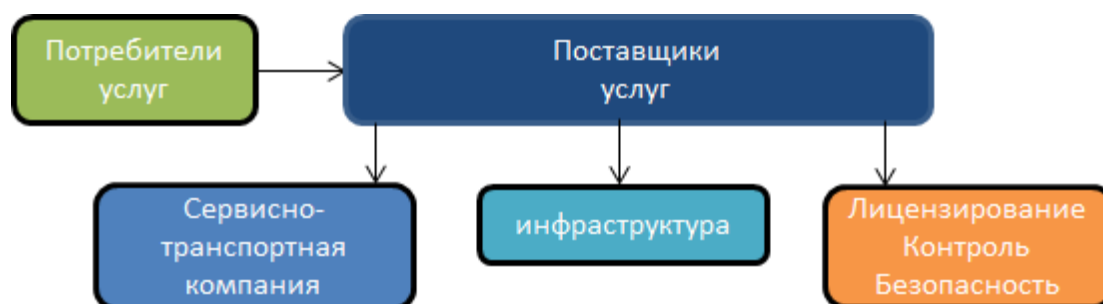 Потребители
услуг
Поставщики
услуг
Сервисно-
транспортная
компания
инфраструктура
Лицензирование
Контроль
Безопасность